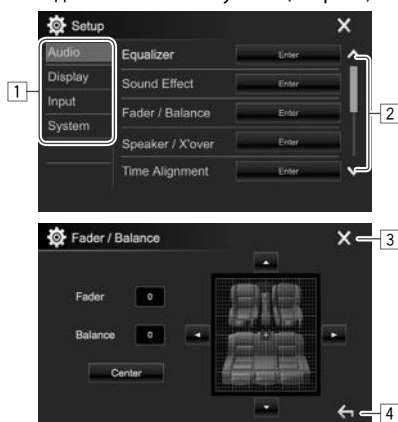 Setup
Audio
Equalizer
Enter
Display
Sound Effect
Enter
Input
Fader / Balance
Enter
System
Speaker / X'over
Enter
Time Alignment
Enter
1
2
Fader / Balance
3
Fader
0
Balance
0
Center
4